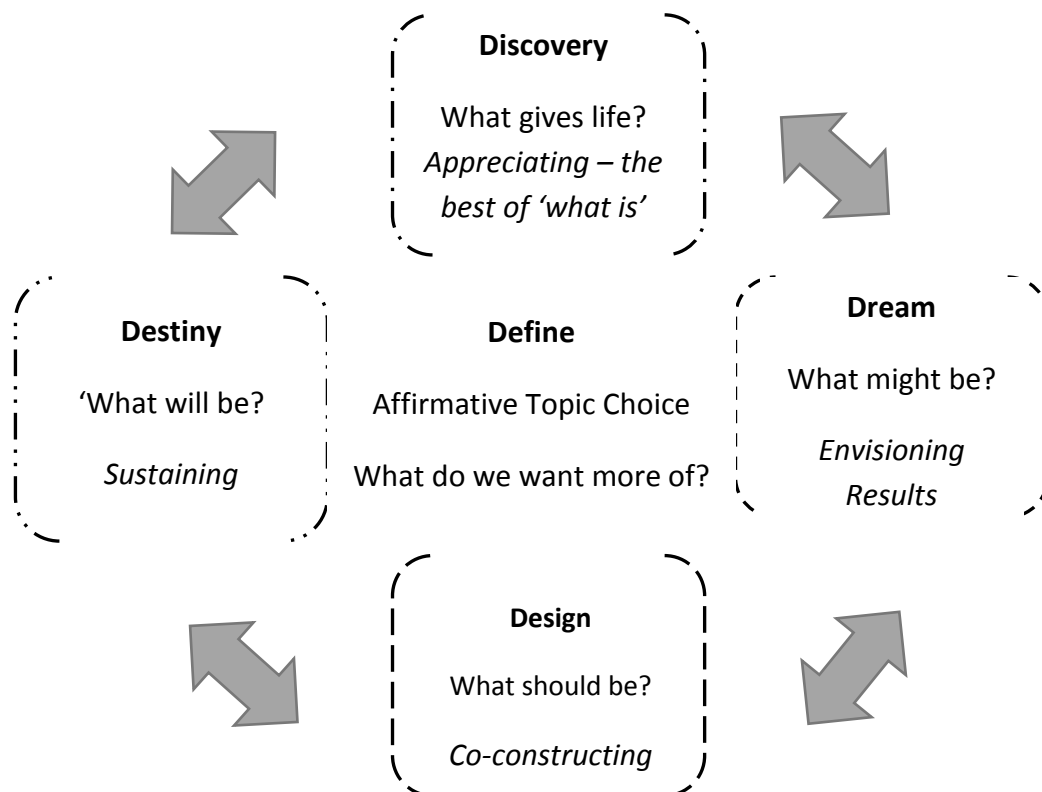 Discovery
What gives life?
Appreciating – the
best of ‘what is’
Destiny
‘What will be?
Sustaining
Define
Affirmative Topic Choice
What do we want more of?
Dream
What might be?
Envisioning
Results
Design
What should be?
Co-constructing